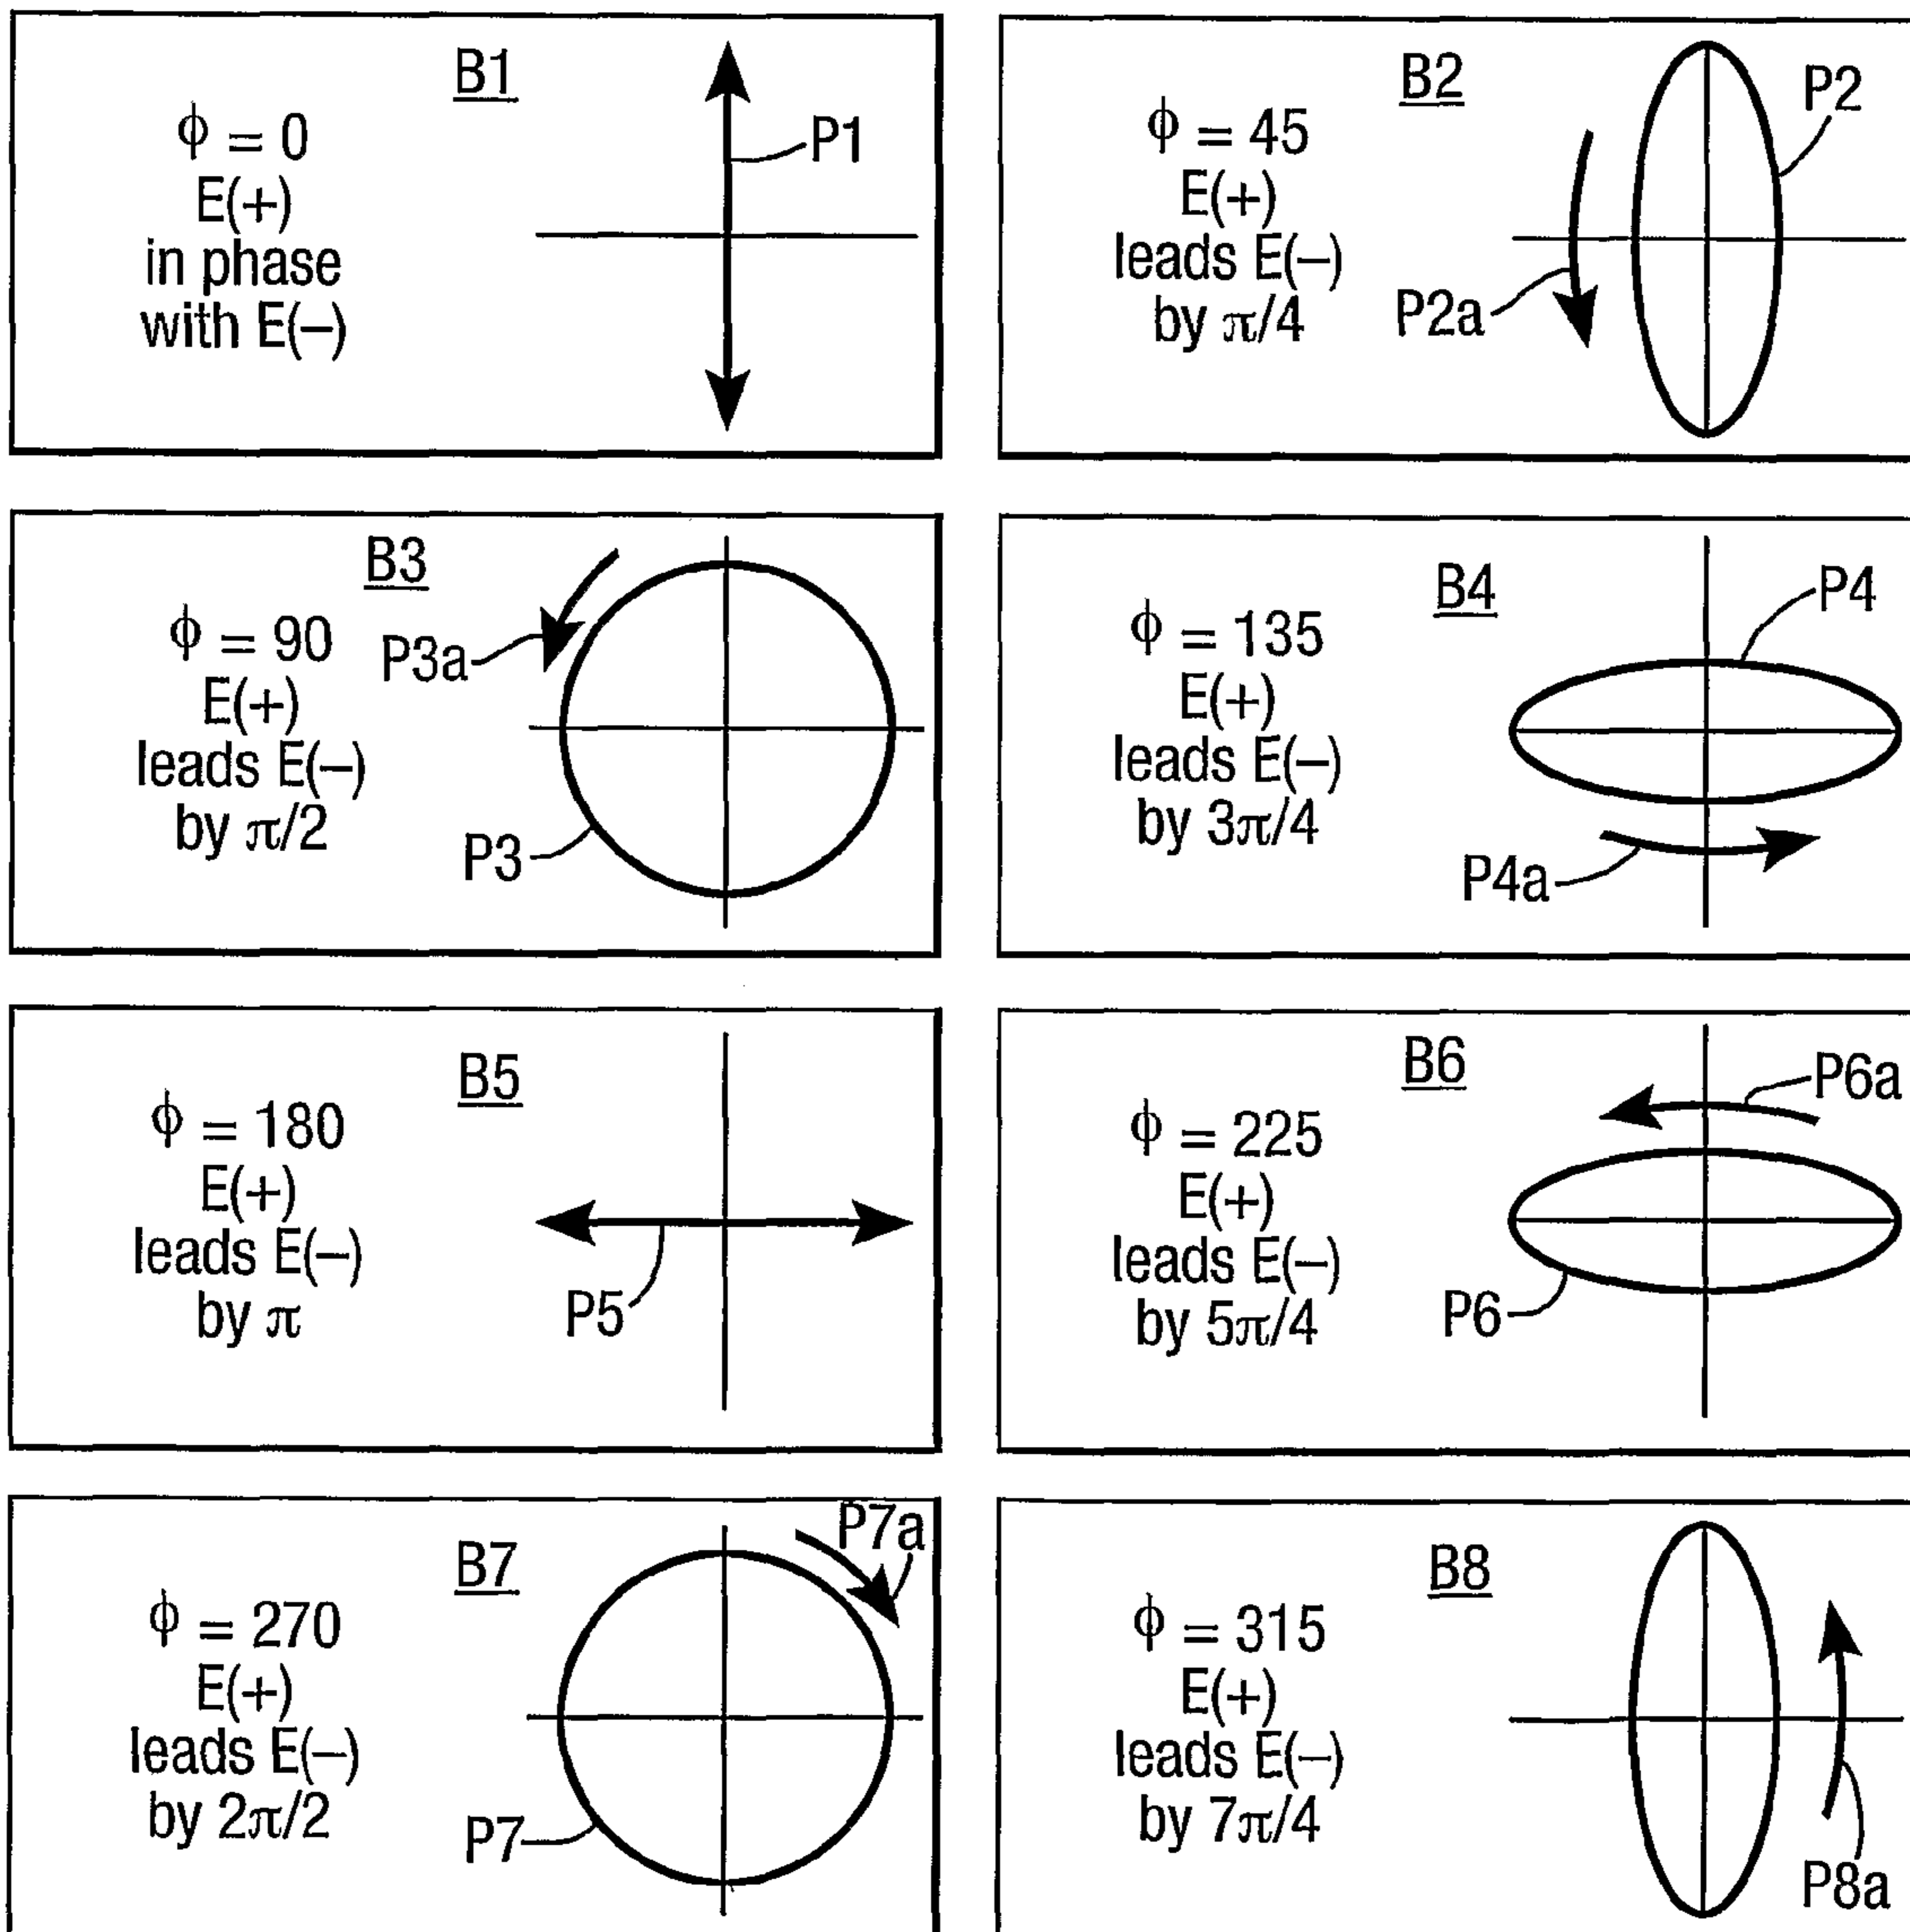 B1
ϕ = 0
E(+)
in phase
with E(–)
P1
B2
ϕ = 45
E(+)
leads E(–)
by π/4
P2
P2a
B3
ϕ = 90
E(+)
leads E(–)
by π/2
P3a
P3
B4
ϕ = 135
E(+)
leads E(–)
by 3π/4
P4
P4a
B5
ϕ = 180
E(+)
leads E(–)
by π
P5
B6
ϕ = 225
E(+)
leads E(–)
by 5π/4
P6a
P6
B7
ϕ = 270
E(+)
leads E(–)
by 2π/2
P7a
P7
B8
ϕ = 315
E(+)
leads E(–)
by 7π/4
P8a